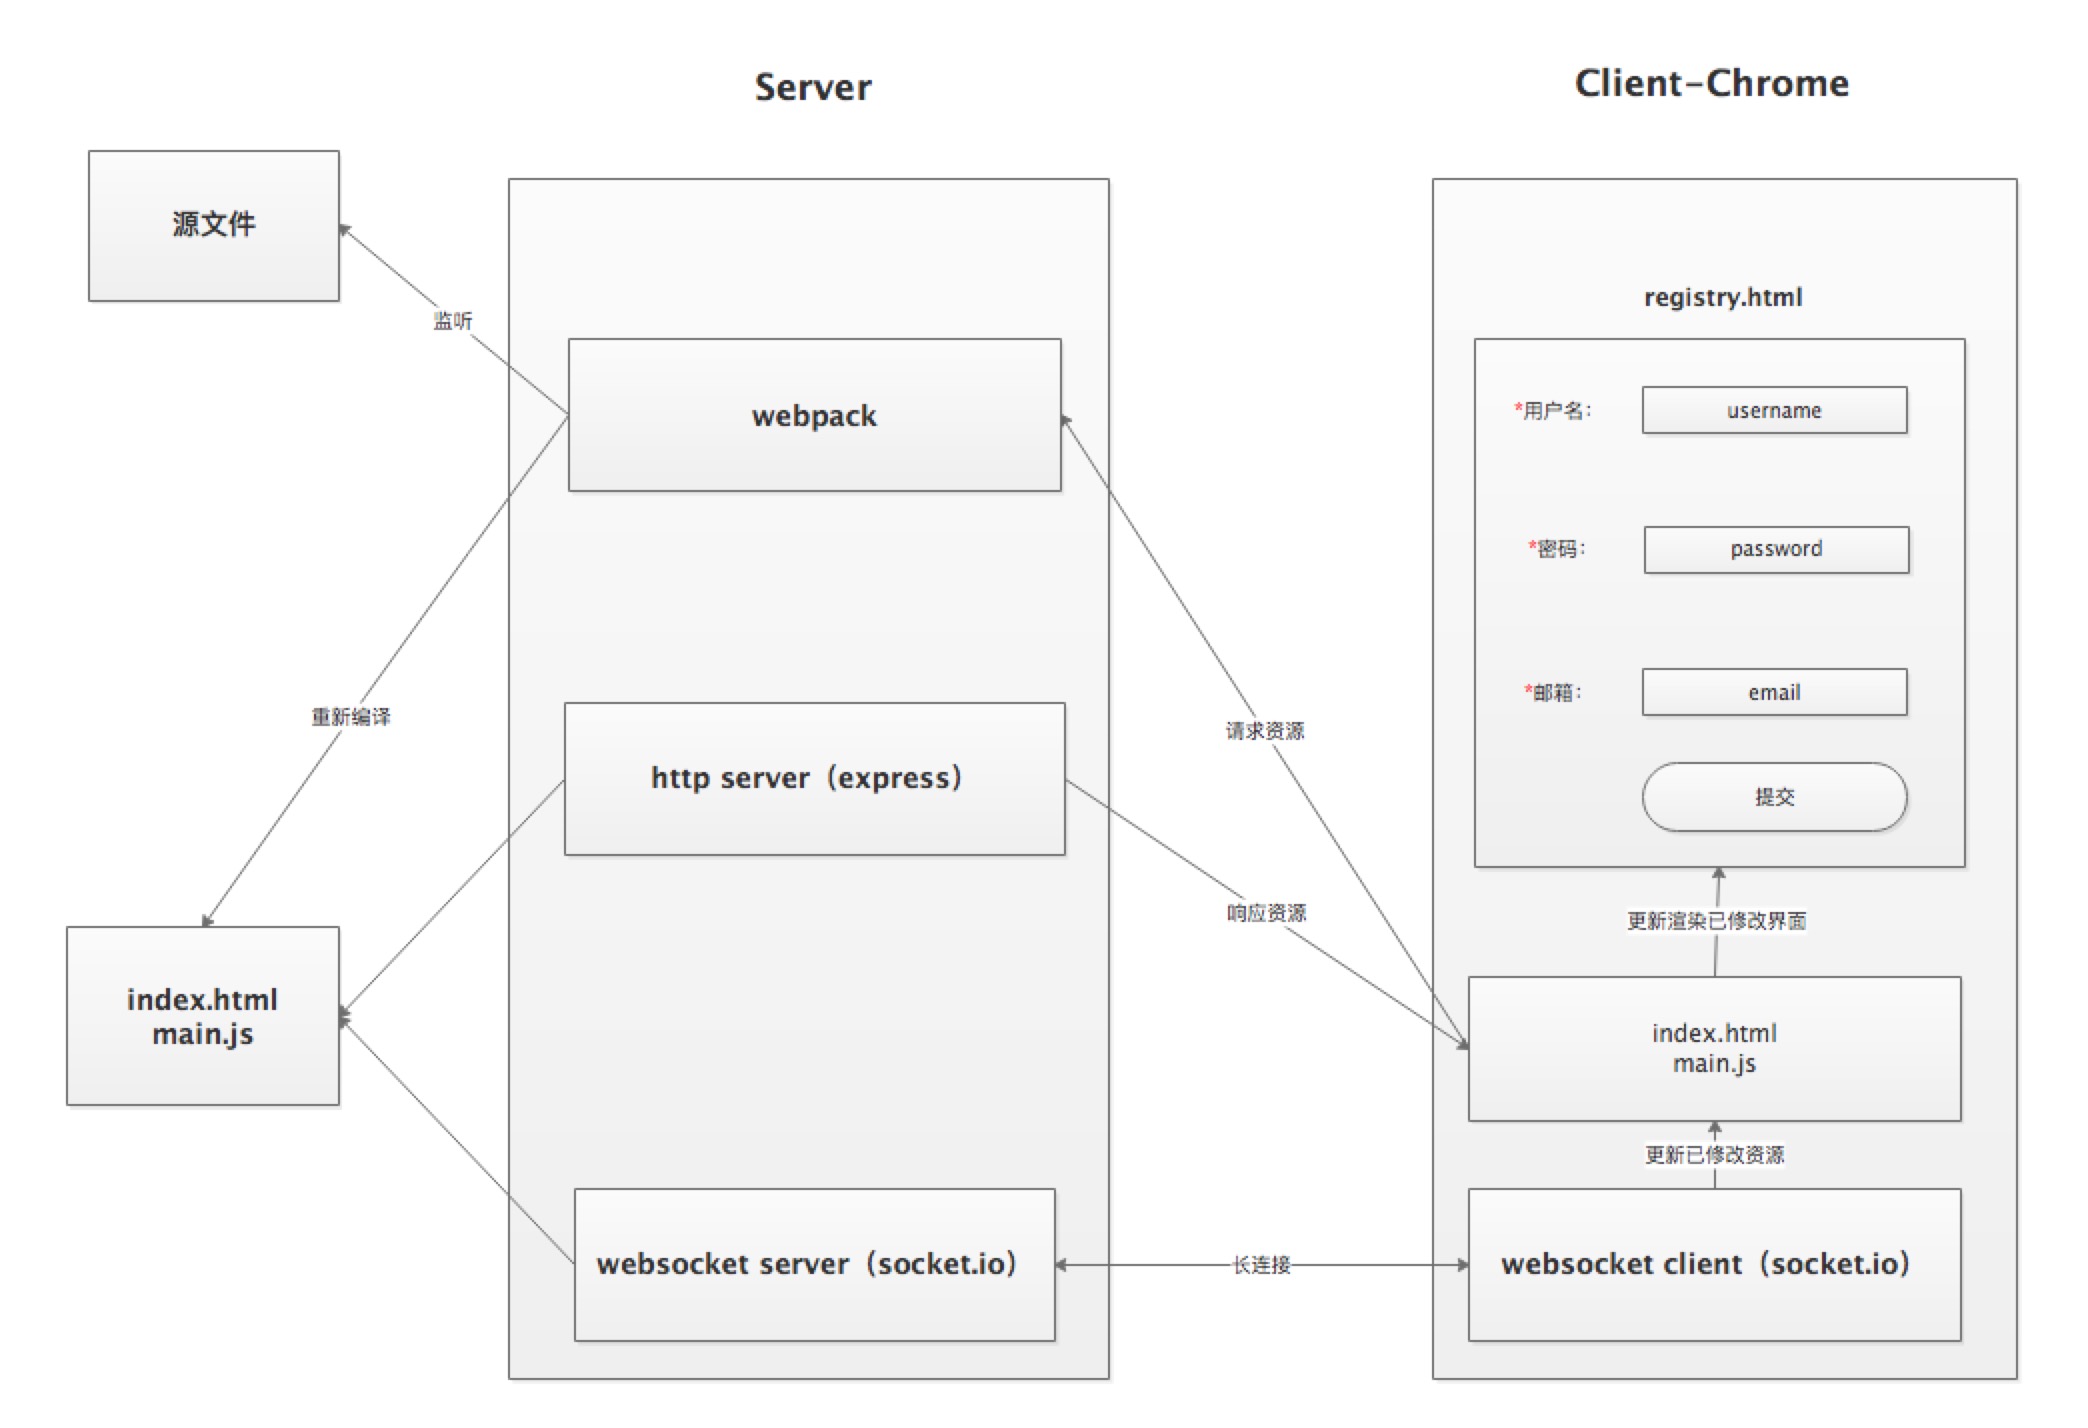 Server
Client-Chrome
源文件
监听
webpack
重新编译
http server（express）
index.html
main.js
websocket server（socket.io）
请求资源
响应资源
长连接
registry.html
*用户名： username
*密码： password
*邮箱： email
提交
更新渲染已修改界面
index.html
main.js
更新已修改资源
websocket client（socket.io）